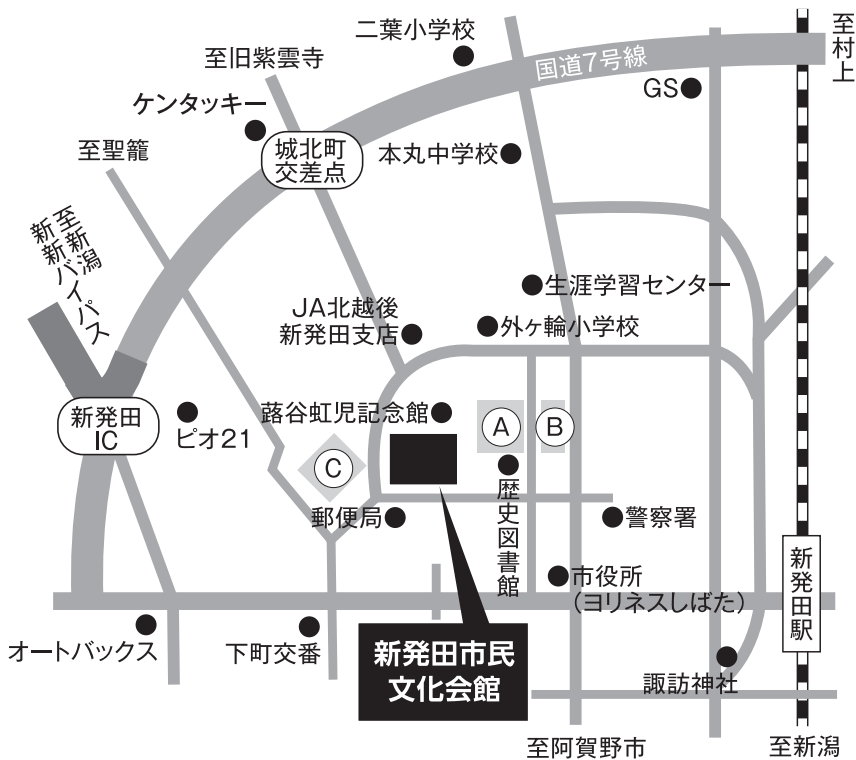 二葉小学校
至村上
至旧紫雲寺
国道7号線
GS
ケンタッキー
至聖籠
城北町
交差点
本丸中学校
至新潟
新新バイパス
生涯学習センター
JA北越後
新発田支店
外ヶ輪小学校
新発田
IC
ピオ21
蕗谷虹児記念館
A
B
C
歴史図書館
郵便局
警察署
市役所
(ヨリネスしばた)
新発田駅
オートバックス
下町交番
新発田市民
文化会館
諏訪神社
至阿賀野市
至新潟